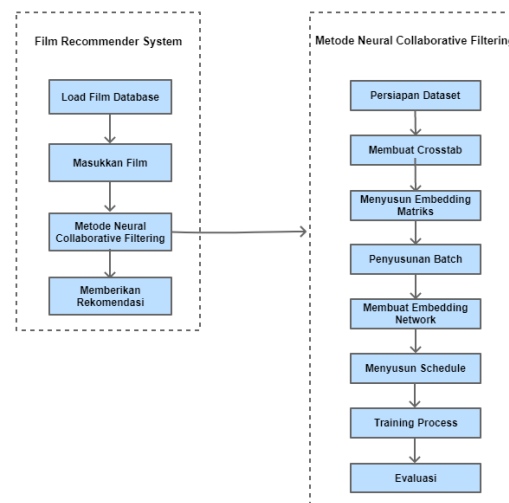 Film Recommender System
Load Film Database
Masukkan Film
Metode Neural
Collaborative Filtering
Memberikan
Rekomendasi
Metode Neural Collaborative Filtering
Persiapan Dataset
Membuat Crosstab
Menyusun Embedding
Matriks
Penyusunan Batch
Membuat Embedding
Network
Menyusun Schedule
Training Process
Evaluasi